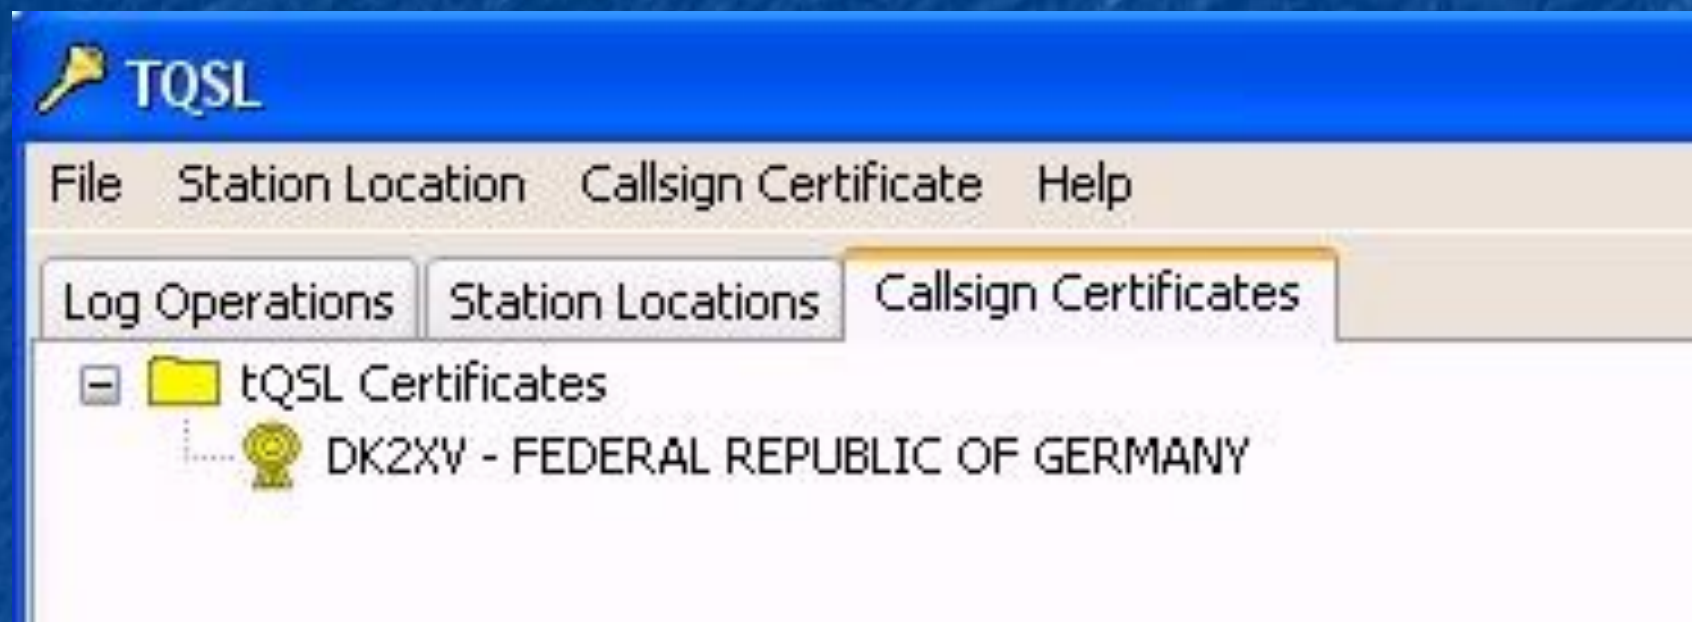 TQSL
File Station Location Callsign Certificate Help
Log Operations Station Locations Callsign Certificates
tQSL Certificates
DK2XV - FEDERAL REPUBLIC OF GERMANY